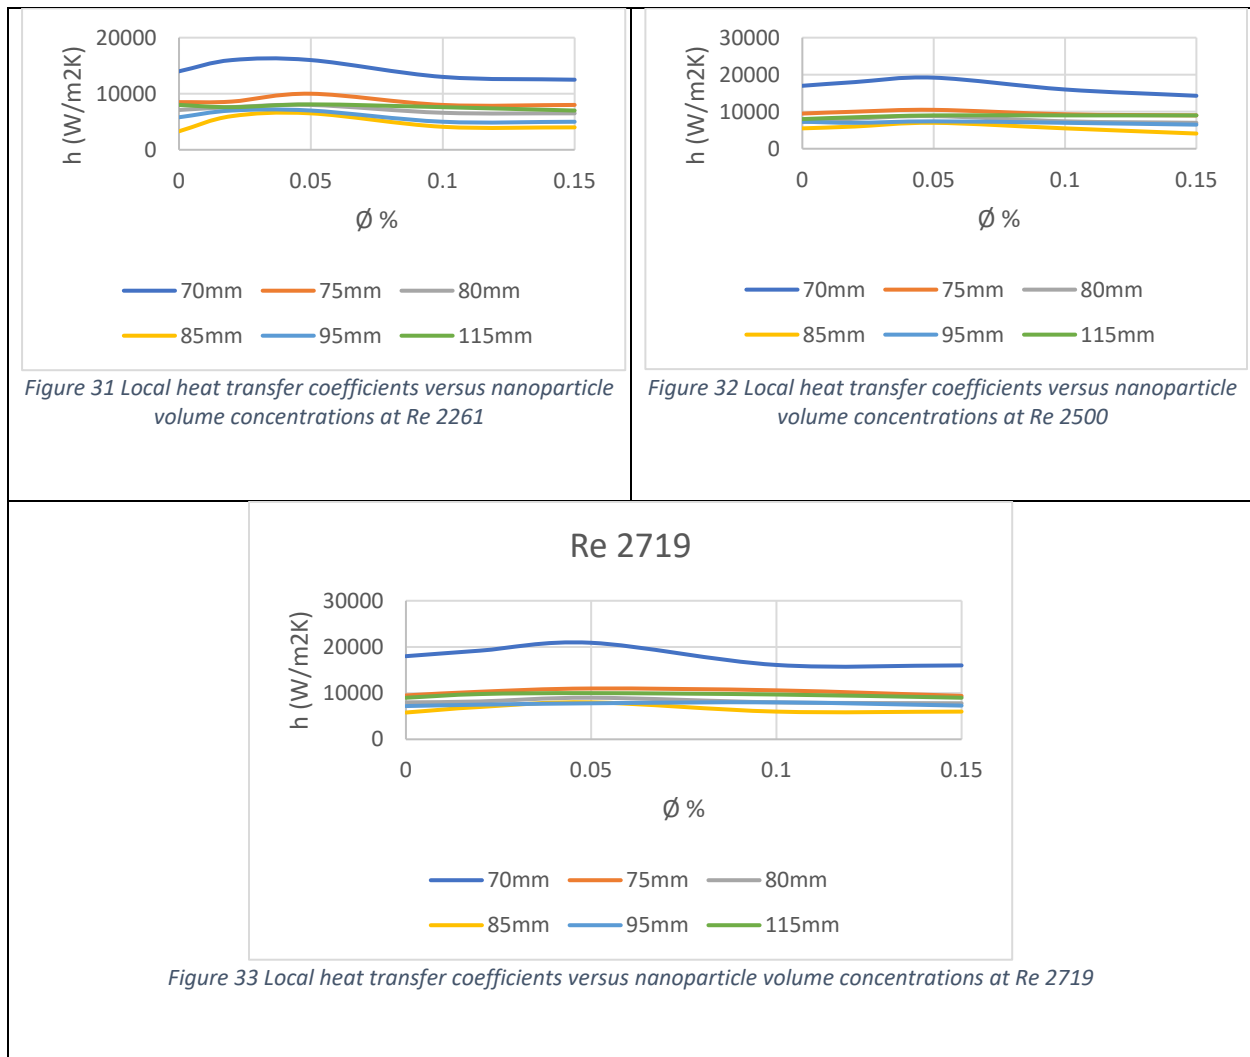 20000
10000
0
h (W/m2K)
0 0.05 0.1 0.15
Ø %
70mm 75mm 80mm
85mm 95mm 115mm
Figure 31 Local heat transfer coefficients versus nanoparticle
volume concentrations at Re 2261
30000
20000
10000
0
h (W/m2K)
0 0.05 0.1 0.15
Ø %
70mm 75mm 80mm
85mm 95mm 115mm
Figure 32 Local heat transfer coefficients versus nanoparticle
volume concentrations at Re 2500
Re 2719
30000
20000
10000
0
h (W/m2K)
0 0.05 0.1 0.15
Ø %
70mm 75mm 80mm
85mm 95mm 115mm
Figure 33 Local heat transfer coefficients versus nanoparticle volume concentrations at Re 2719